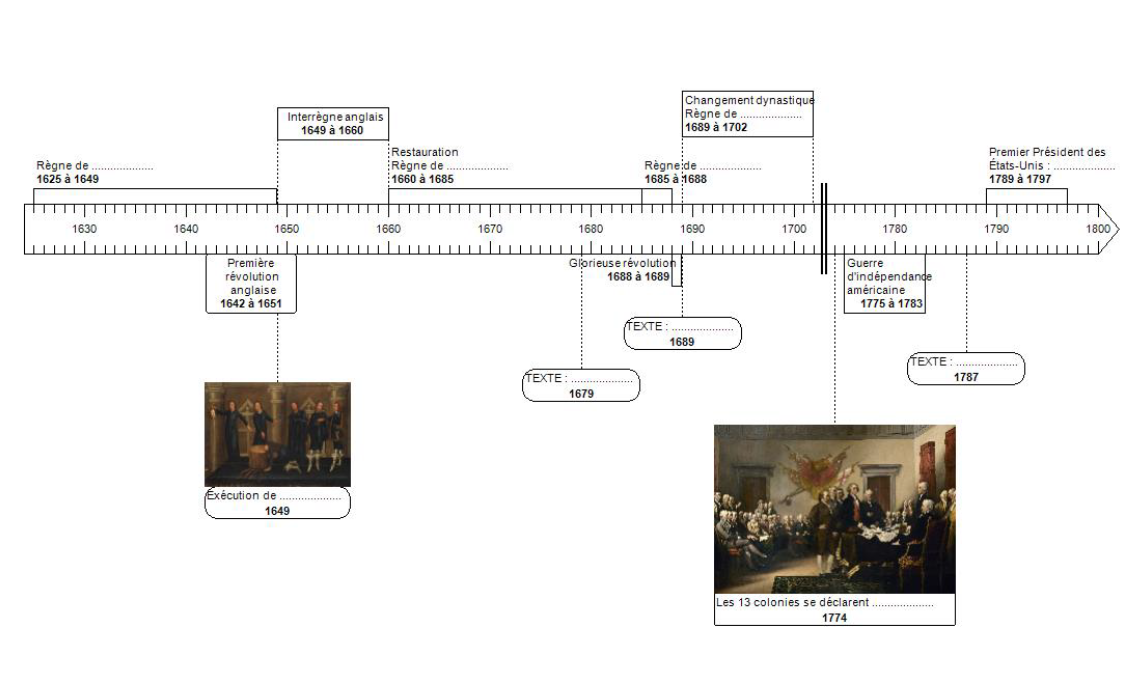 Changement dynastique
Règne de ....................
1689 à 1702
Interrègne anglais
1649 à 1660
Règne de ....................
1625 à 1649
Restauration
Règne de ....................
1660 à 1685
Règne de ....................
1685 à 1688
Premier Président des
États-Unis : ....................
1789 à 1797
1630 1640 1650 1660 1670 1680 1690 1700 1780 1790 1800
Première
révolution
anglaise
1642 à 1651
Glorieuse révolution
1688 à 1689
Guerre
d'indépendance
américaine
1775 à 1783
TEXTE : ....................
1689
TEXTE : ....................
1679
TEXTE : ....................
1787
Exécution de ....................
1649
Les 13 colonies se déclarent ....................
1774